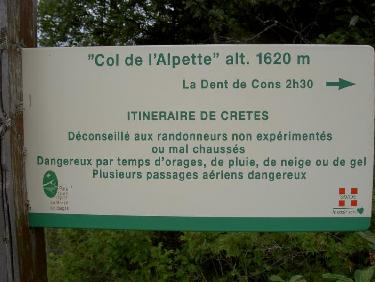 "Col de l'Alpette" alt. 1620 m
La Dent de Cons 2h30
ITINERAIRE DE CRETES
Déconseillé aux randonneurs non expérimentés
ou mal chaussés
Dangereux par temps d'orages, de pluie, de neige ou de gel
Plusieurs passages aériens dangereux